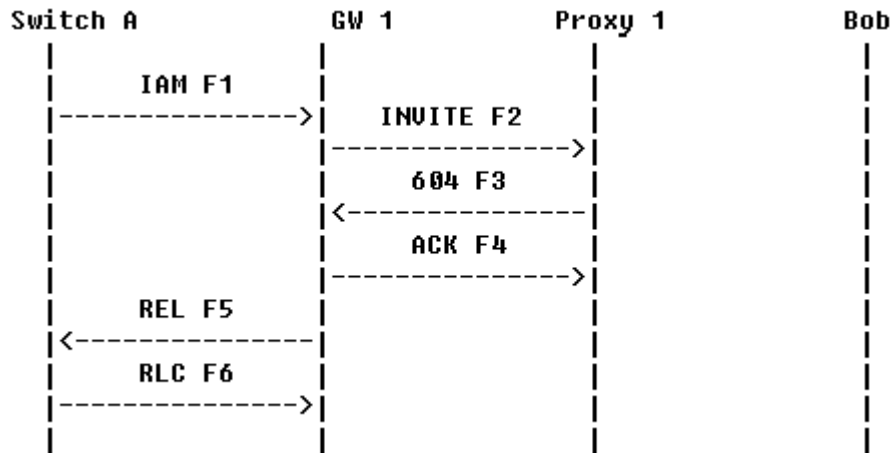 Switch A GW 1 Proxy 1 Bob
IAM F1
INVITE F2
604 F3
ACK F4
REL F5
RLC F6